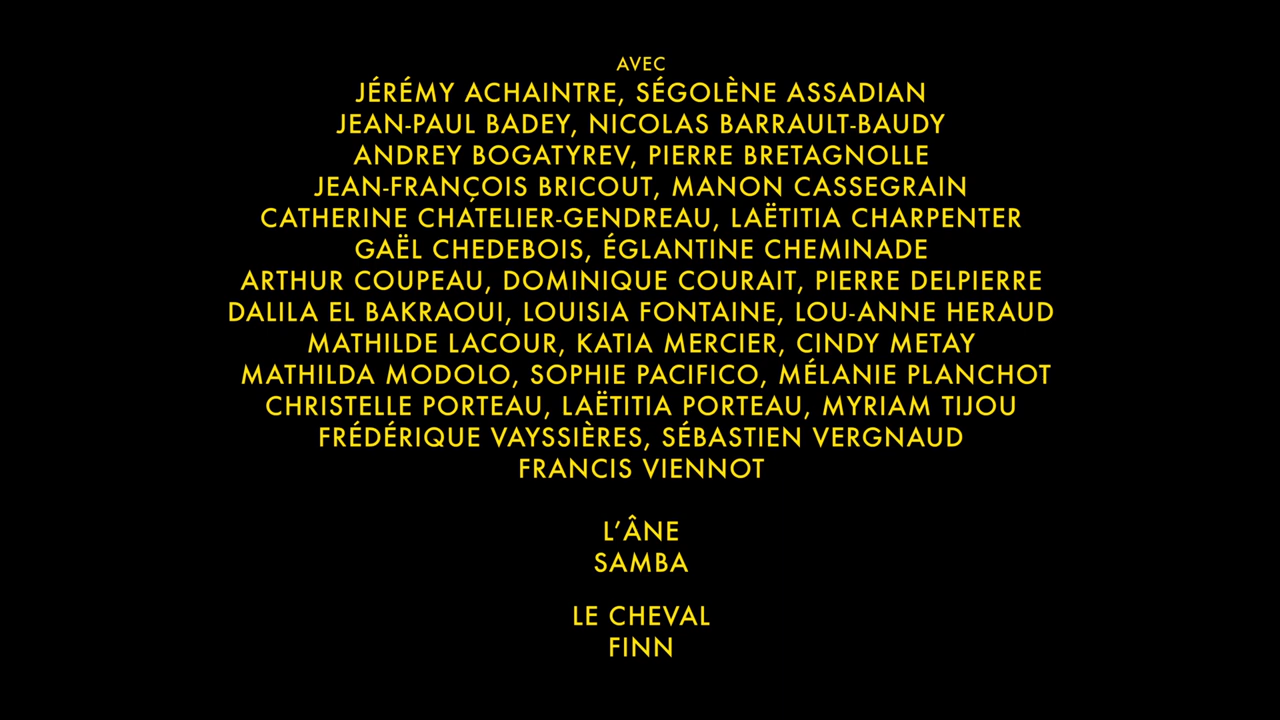 AVEC
JÉRÉMY ACHAINTRE, SÉGOLÈNE ASSADIAN
JEAN-PAUL BADEY, NICOLAS BARRAULT-BAUDY
ANDREY BOGATYREV, PIERRE BRETAGNOLLE
JEAN-FRANÇOIS BRICOUT, MANON CASSEGRAIN
CATHERINE CHATELIER-GENDREAU, LAËTITIA CHARPENTER
GAËL CHEDEBOIS, ÉGLANTINE CHEMINADE
ARTHUR COUPEAU, DOMINIQUE COURAIT, PIERRE DELPIERRE
DALILA EL BAKRAOUI, LOUISIA FONTAINE, LOU-ANNE HERAUD
MATHILDE LACOUR, KATIA MERCIER, CINDY METAY
MATHILDA MODOLO, SOPHIE PACIFICO, MÉLANIE PLANCHOT
CHRISTELLE PORTEAU, LAËTITIA PORTEAU, MYRIAM TIJOU
FRÉDÉRIQUE VAYSSIÈRES, SÉBASTIEN VERGNAUD
FRANCIS VIENNOT
L’ÂNE
SAMBA
LE CHEVAL
FINN